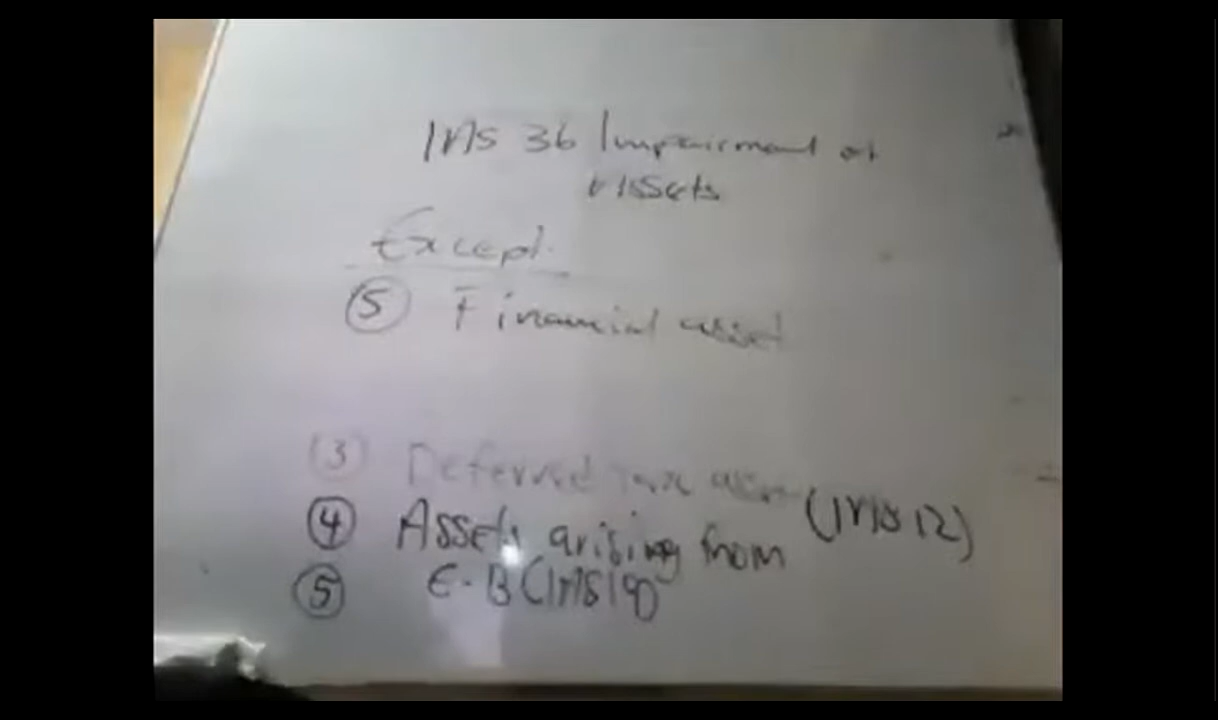 IAS 36 Impairment of
Assets
Except
⑤ Financial asset
(3) Deferred tax asset (IAS 12)
④ Assets arising from
⑤ E-B (IAS 19)